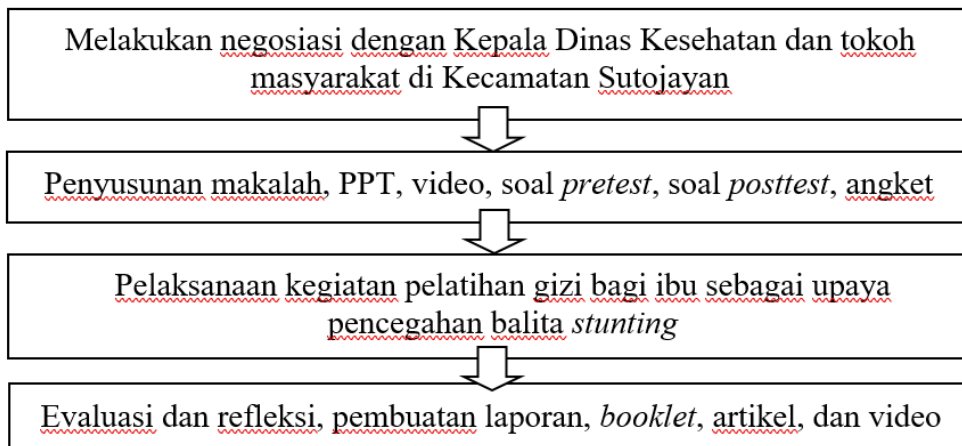 Melakukan negosiasi dengan Kepala Dinas Kesehatan dan tokoh
masyarakat di Kecamatan Sutojayan
Penyusunan makalah, PPT, video, soal pretest, soal posttest, angket
Pelaksanaan kegiatan pelatihan gizi bagi ibu sebagai upaya
pencegahan balita stunting
Evaluasi dan refleksi, pembuatan laporan, booklet, artikel, dan video